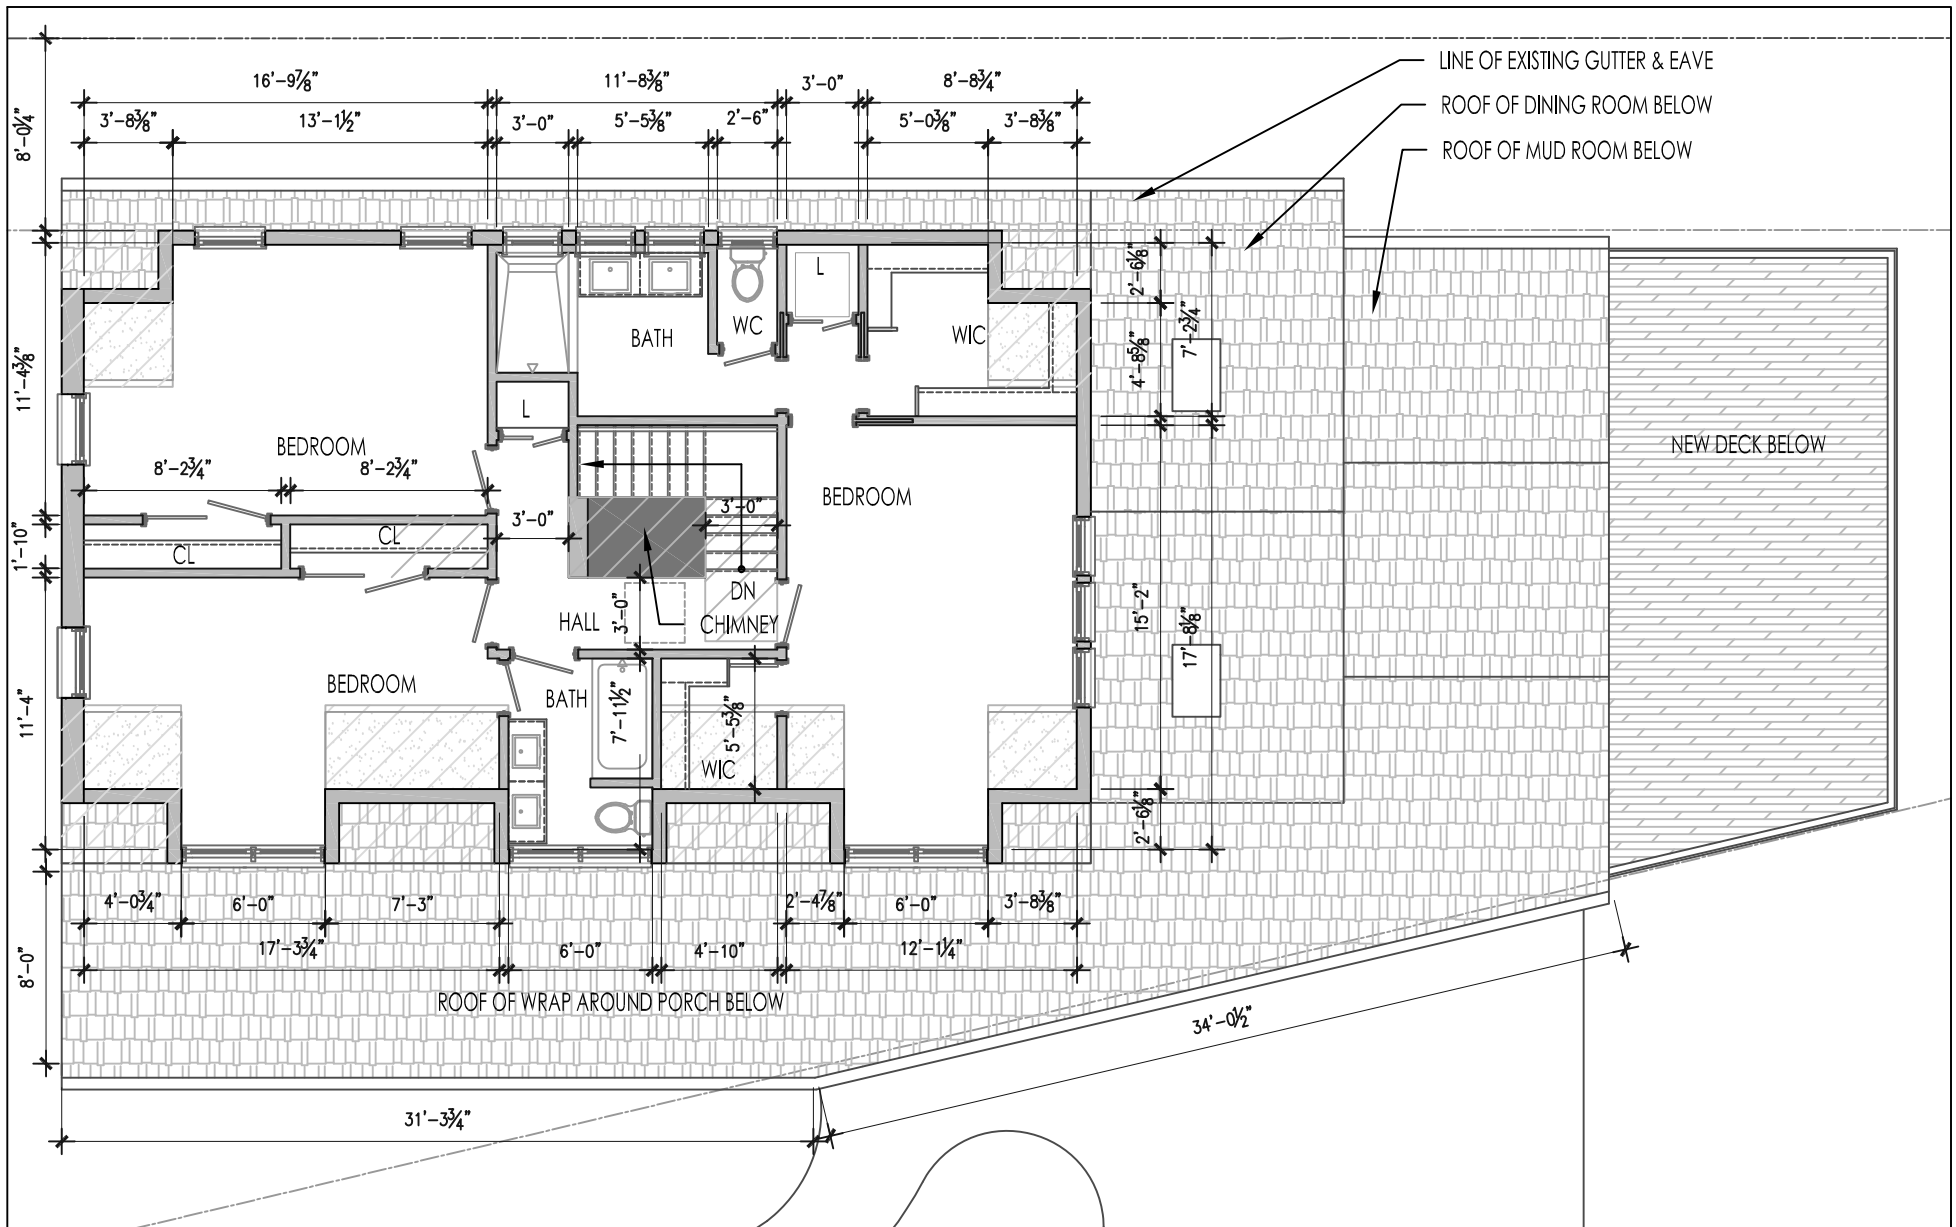 LINE OF EXISTING GUTTER & EAVE
16'-9⅞"
11'-8⅜"
3'-0"
8'-8¾"
ROOF OF DINING ROOM BELOW
3'-8⅜"
13'-1½"
3'-0"
5'-5⅜"
2'-6"
5'-0⅜"
3'-8⅜"
8'-0¼"
ROOF OF MUD ROOM BELOW
2'-6⅛"
L
WC
BATH
WIC
7'-2¾"
4'-8⅝"
11'-4⅜"
L
BEDROOM
NEW DECK BELOW
8'-2¾"
8'-2¾"
BEDROOM
3'-0"
3'-0"
1'-10"
CL
CL
DN
HALL
3'-0"
CHIMNEY
15'-2"
17'-8⅛"
BEDROOM
BATH
11'-4"
7'-11½"
5'-5⅜"
WIC
2'-6⅛"
4'-0¾"
6'-0"
7'-3"
2'-4⅞"
6'-0"
3'-8⅜"
17'-3¾"
6'-0"
4'-10"
12'-1¼"
8'-0"
ROOF OF WRAP AROUND PORCH BELOW
34'-0½"
31'-3¾"